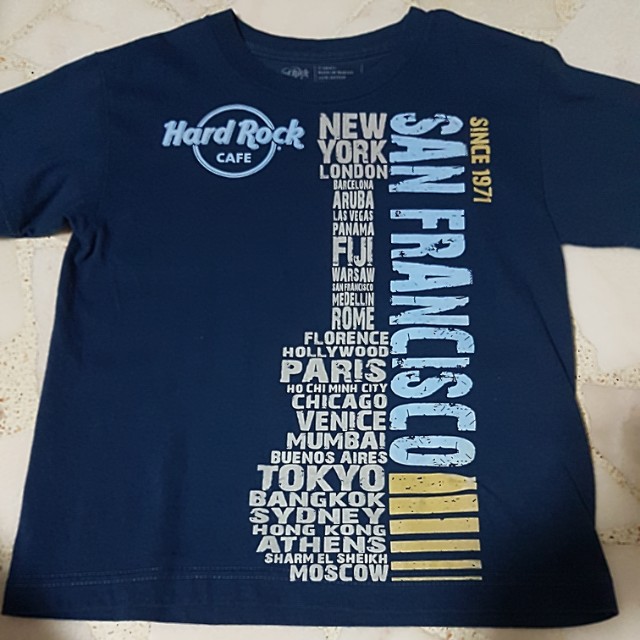 Hard Rock
CAFE
NEW
YORK
LONDON
BARCELONA
ARUBA
LAS VEGAS
PANAMA
FIJI
WARSAW
SAN FRANCISCO
MEDELLIN
ROME
FLORENCE
HOLLYWOOD
PARIS
HO CHI MINH CITY
CHICAGO
VENICE
MUMBAI
BUENOS AIRES
TOKYO
BANGKOK
SYDNEY
HONG KONG
ATHENS
SHARM EL SHEIKH
MOSCOW
SAN FRANCISCO
SINCE 1971